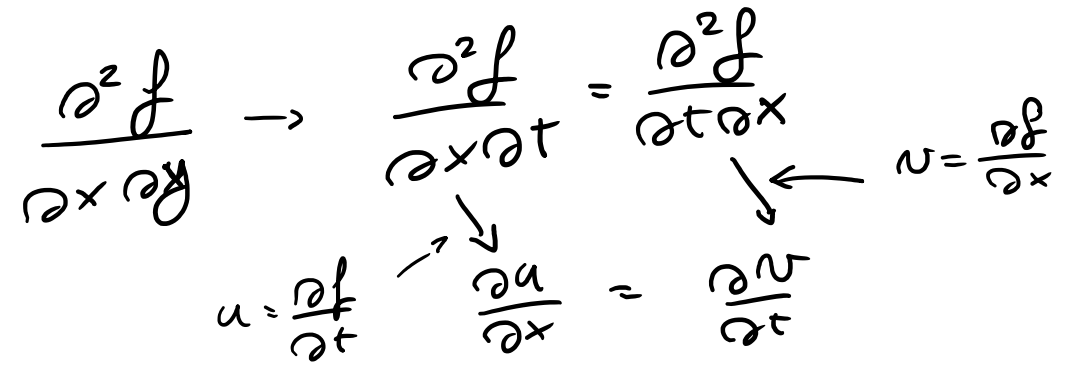 ∂²f/∂x∂y → ∂²f/∂x∂t = ∂²f/∂t∂x
v = ∂f/∂x
u = ∂f/∂t
∂u/∂x = ∂v/∂t